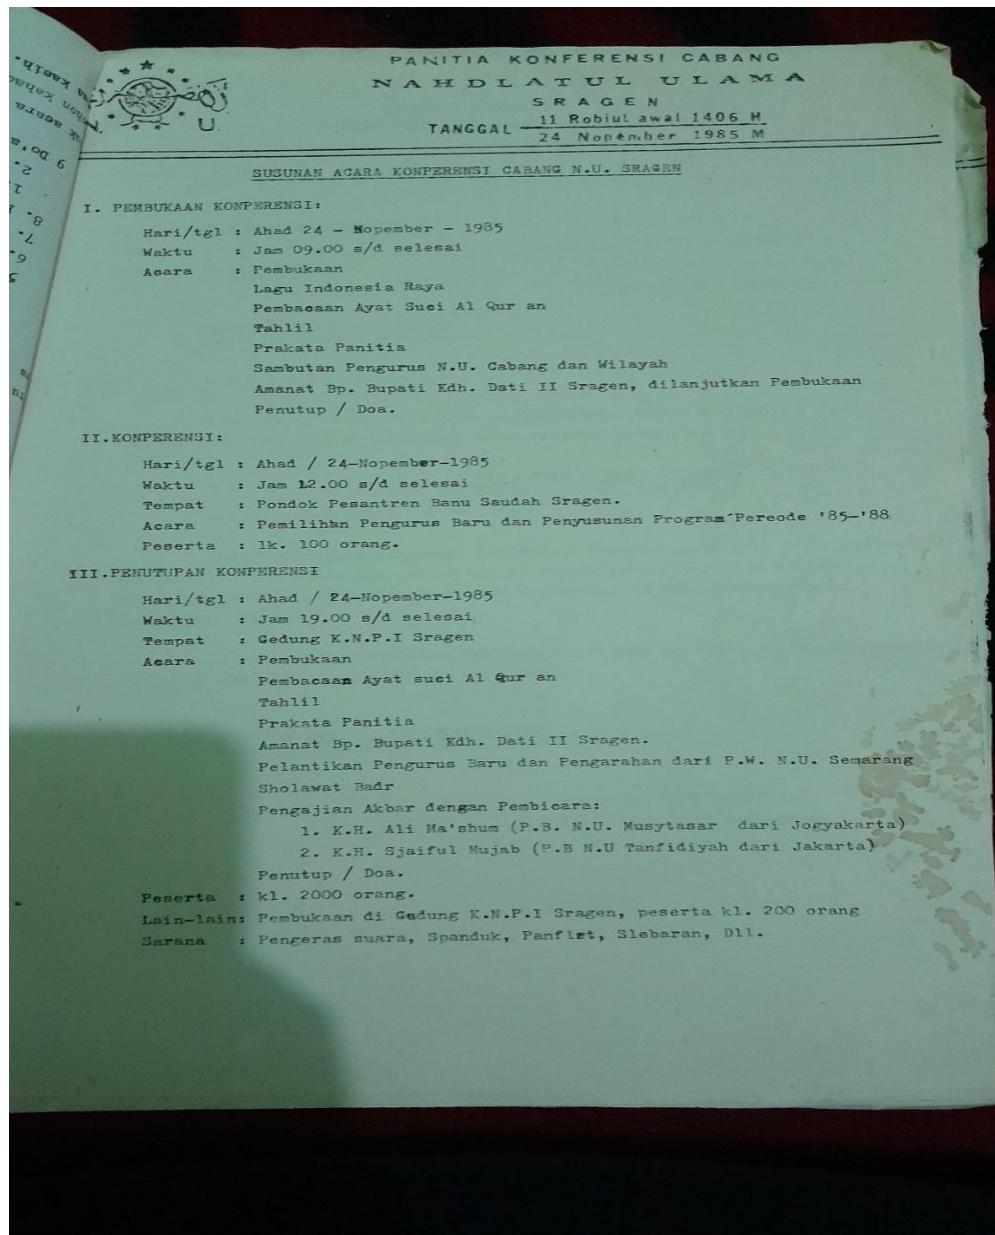 PANITIA KONFERENSI CABANG
NAHDLATUL ULAMA
SRAGEN
TANGGAL 11 Robiul awal 1406 H
24 Nopember 1985 M
U.
SUSUNAN ACARA KONPERENSI CABANG N.U. SRAGEN
I. PEMBUKAAN KONPERENSI:
Hari/tgl : Ahad 24 - Nopember - 1985
Waktu : Jam 09.00 s/d selesai
Acara : Pembukaan
Lagu Indonesia Raya
Pembacaan Ayat Suci Al Qur an
Tahlil
Prakata Panitia
Sambutan Pengurus N.U. Cabang dan Wilayah
Amanat Bp. Bupati Kdh. Dati II Sragen, dilanjutkan Pembukaan
Penutup / Doa.
II.KONPERENSI:
Hari/tgl : Ahad / 24-Nopember-1985
Waktu : Jam 12.00 s/d selesai
Tempat : Pondok Pesantren Banu Saudah Sragen.
Acara : Pemilihan Pengurus Baru dan Penyusunan Program Pereode '85-'88
Peserta : lk. 100 orang.
III.PENUTUPAN KONPERENSI
Hari/tgl : Ahad / 24-Nopember-1985
Waktu : Jam 19.00 s/d selesai
Tempat : Gedung K.N.P.I Sragen
Acara : Pembukaan
Pembacaan Ayat suci Al Qur an
Tahlil
Prakata Panitia
Amanat Bp. Bupati Kdh. Dati II Sragen.
Pelantikan Pengurus Baru dan Pengarahan dari P.W. N.U. Semarang
Sholawat Badr
Pengajian Akbar dengan Pembicara:
1. K.H. Ali Ma'shum (P.B. N.U. Musytasar dari Jogyakarta)
2. K.H. Sjaiful Mujab (P.B N.U Tanfidiyah dari Jakarta)
Penutup / Doa.
Peserta : kl. 2000 orang.
Lain-lain: Pembukaan di Gedung K.N.P.I Sragen, peserta kl. 200 orang
Sarana : Pengeras suara, Spanduk, Panflet, Slebaran, Dll.